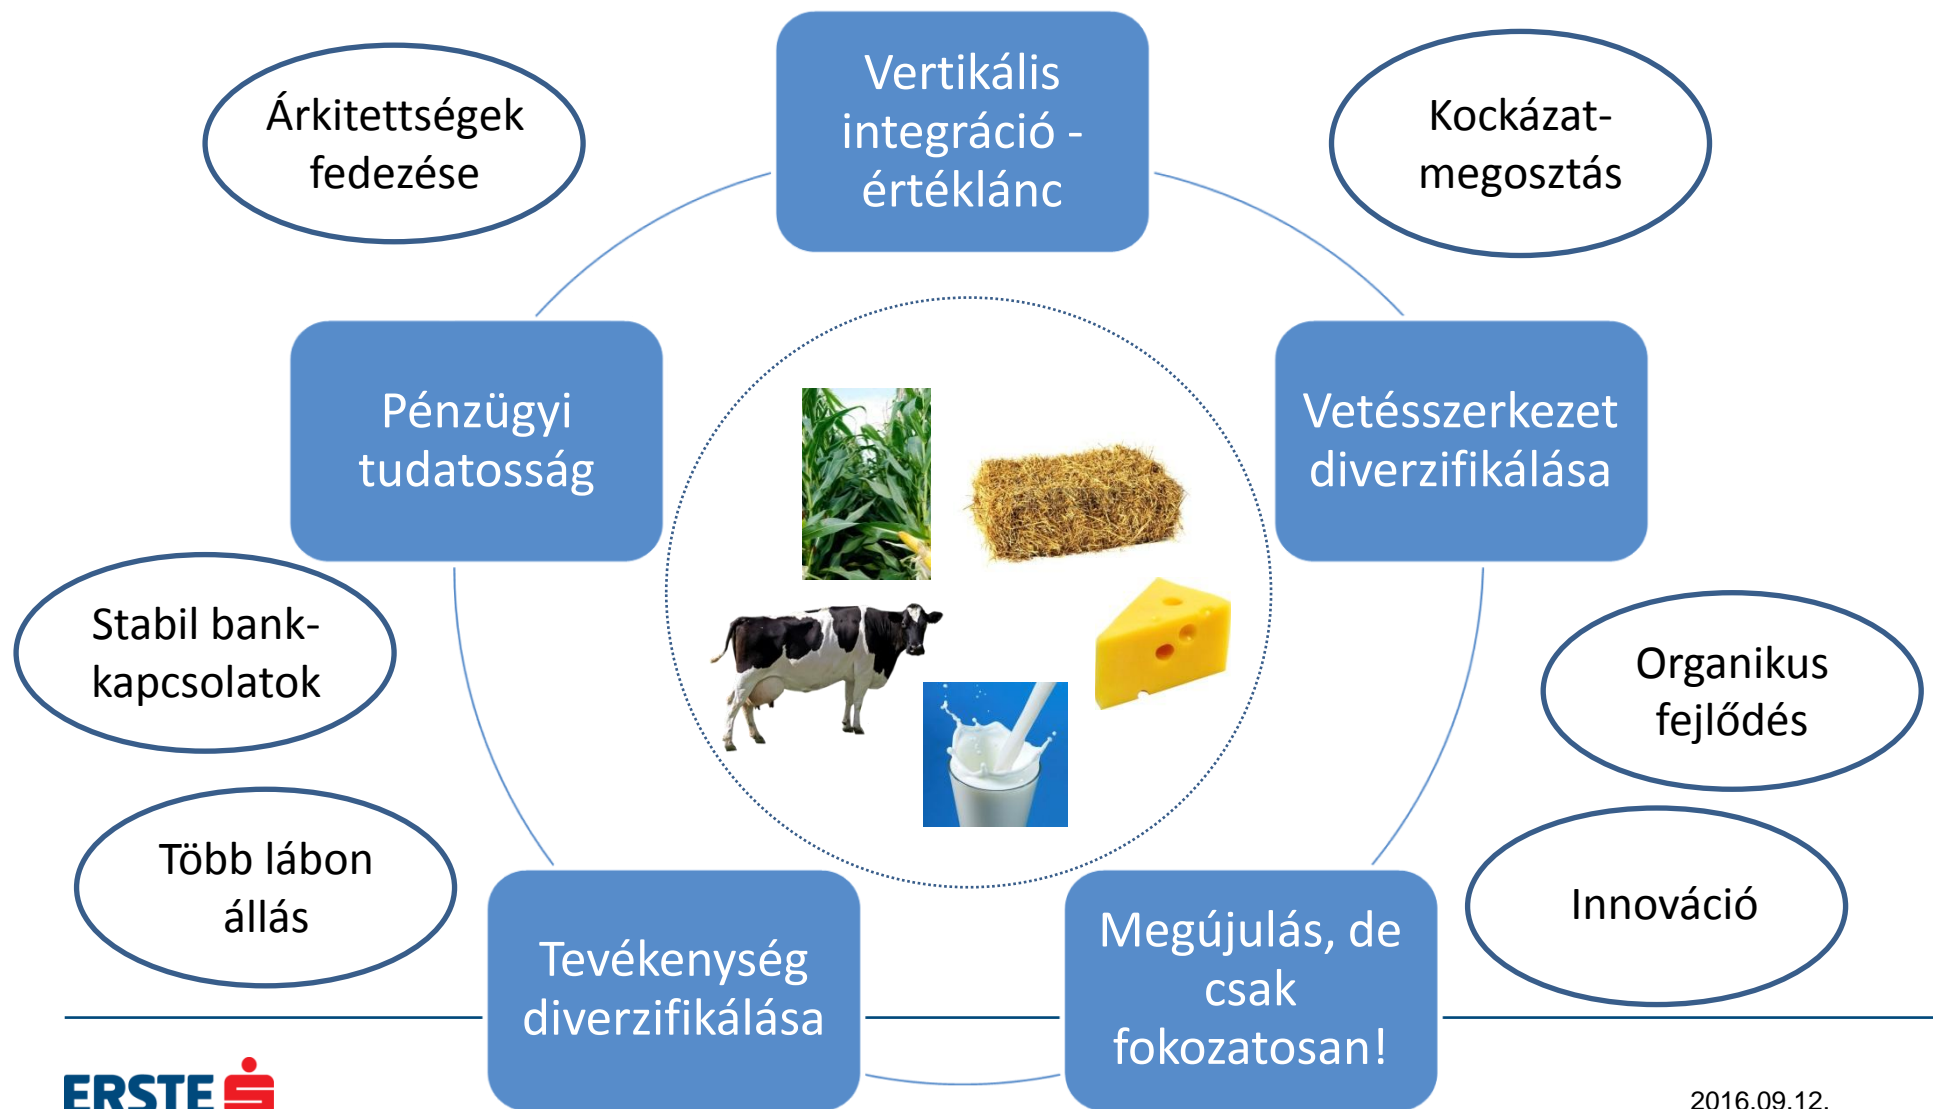 Vertikális
integráció -
értéklánc
Árkitettségek
fedezése
Kockázat-
megosztás
Pénzügyi
tudatosság
Vetésszerkezet
diverzifikálása
Stabil bank-
kapcsolatok
Organikus
fejlődés
Több lábon
állás
Innováció
Tevékenység
diverzifikálása
Megújulás, de
csak
fokozatosan!
ERSTE
2016.09.12.